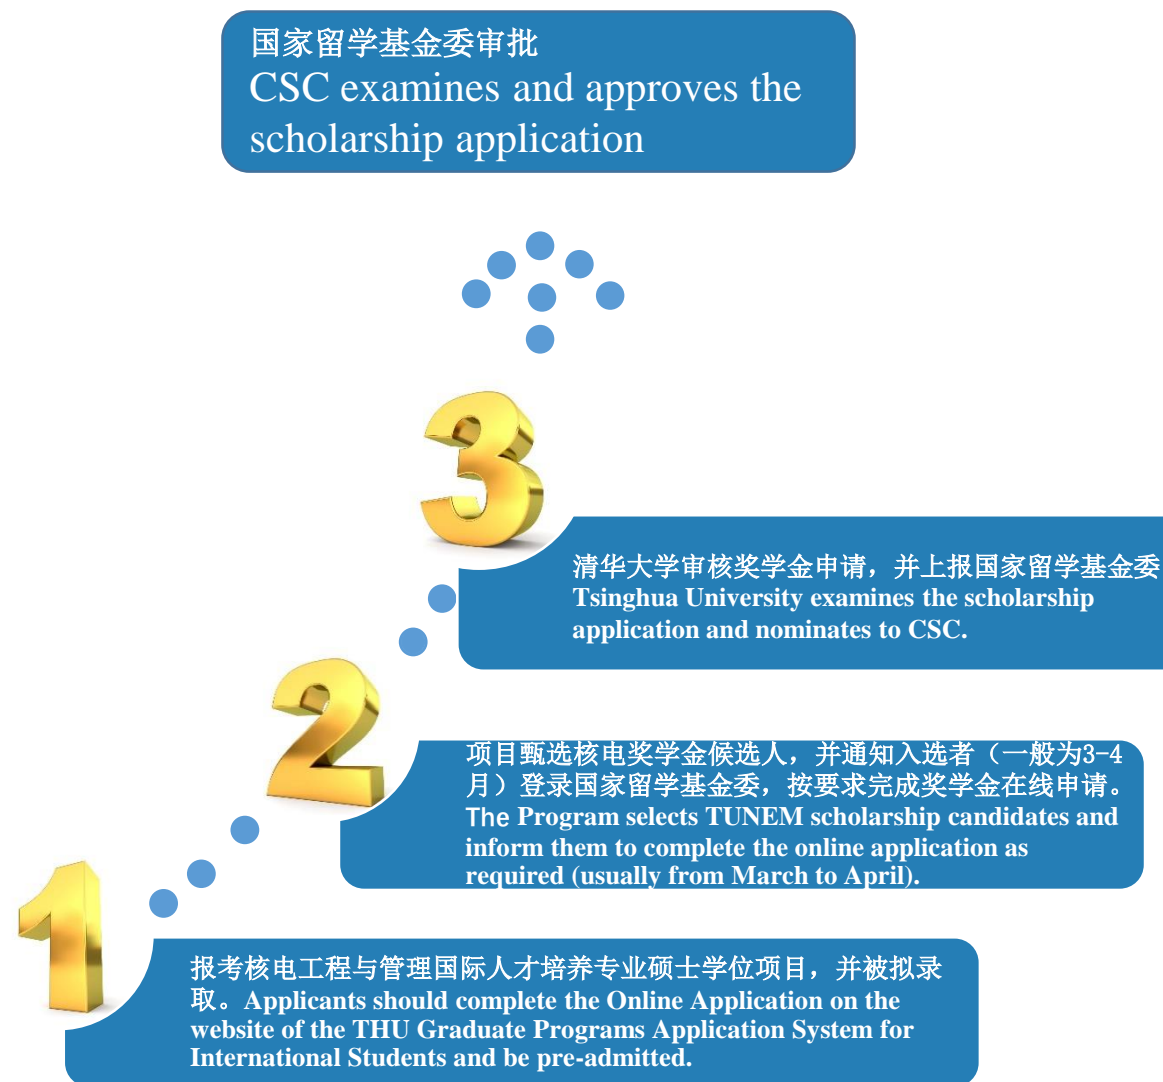 国家留学基金委审批
CSC examines and approves the
scholarship application
3
清华大学审核奖学金申请，并上报国家留学基金委
Tsinghua University examines the scholarship
application and nominates to CSC.
2
项目甄选核电奖学金候选人，并通知入选者（一般为3-4
月）登录国家留学基金委，按要求完成奖学金在线申请。
The Program selects TUNEM scholarship candidates and
inform them to complete the online application as
required (usually from March to April).
1
报考核电工程与管理国际人才培养专业硕士学位项目，并被拟录
取。Applicants should complete the Online Application on the
website of the THU Graduate Programs Application System for
International Students and be pre-admitted.